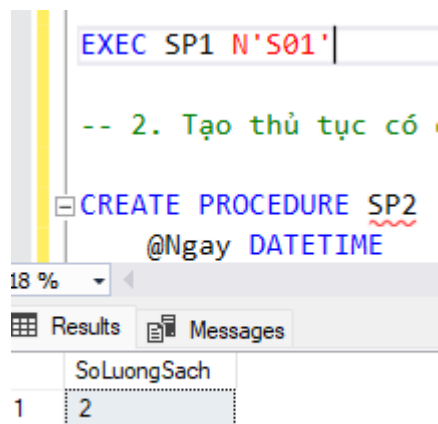 EXEC SP1 N'S01'
-- 2. Tạo thủ tục có
CREATE PROCEDURE SP2
@Ngay DATETIME
18 %
Results Messages
SoLuongSach
1 2